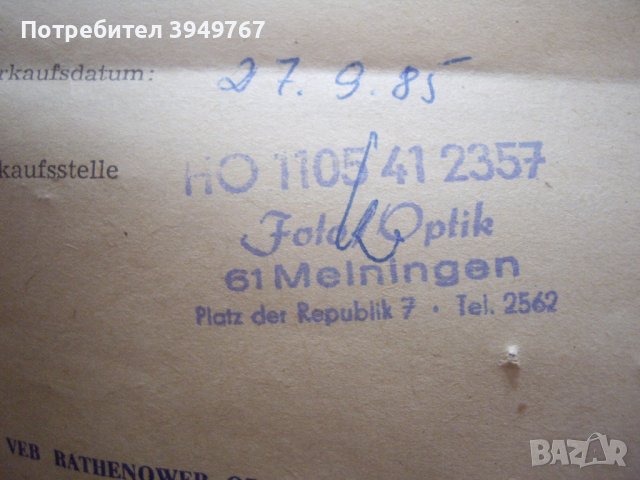 Потребител 3949767
rkaufsdatum: 27.9.85
kaufsstelle
HO 1105/41 2357
Foto Optik
61 Meiningen
Platz der Republik 7 · Tel. 2562
VEB RATHENOWER
BAZAR